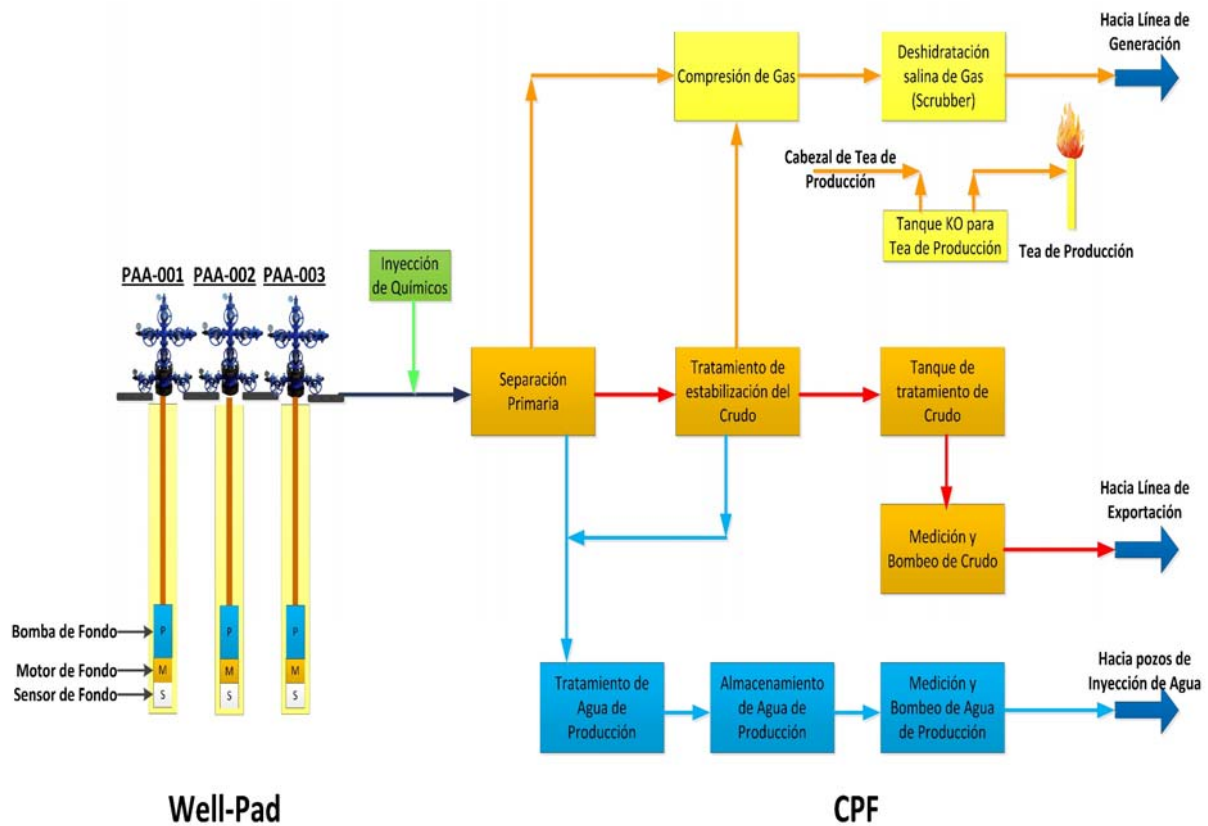 Hacia Línea de
Generación
Compresión de Gas
Deshidratación
salina de Gas
(Scrubber)
Cabezal de Tea de
Producción
Tanque KO para
Tea de Producción
Tea de Producción
PAA-001 PAA-002 PAA-003
Inyección
de Químicos
Separación
Primaria
Tratamiento de
estabilización del
Crudo
Tanque de
tratamiento de
Crudo
Hacia Línea de
Exportación
Medición y
Bombeo de Crudo
Bomba de Fondo
P P P
Motor de Fondo
M M M
Sensor de Fondo
S S S
Hacia pozos de
Inyección de Agua
Tratamiento de
Agua de
Producción
Almacenamiento
de Agua de
Producción
Medición y
Bombeo de Agua
de Producción
Well-Pad
CPF